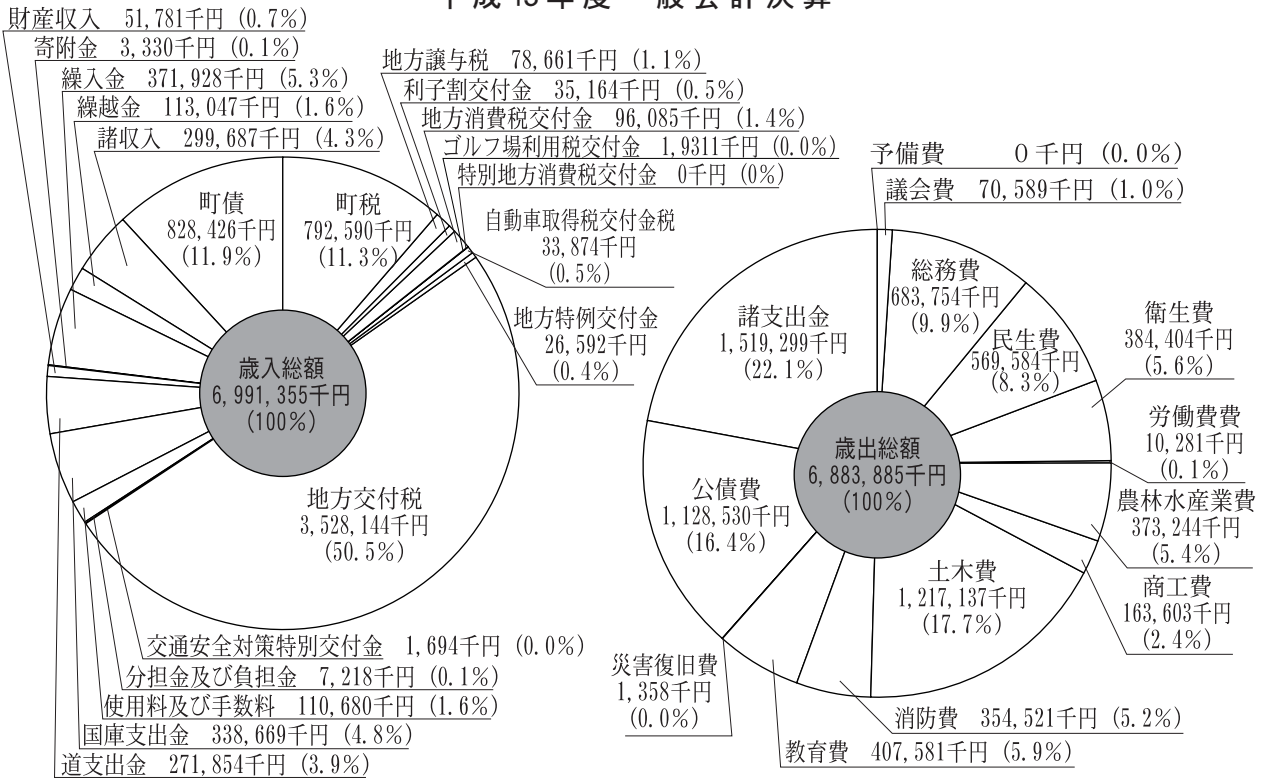 財産収入 51,781千円 (0.7%)
寄附金 3,330千円 (0.1%)
繰入金 371,928千円 (5.3%)
繰越金 113,047千円 (1.6%)
諸収入 299,687千円 (4.3%)
町債
828,426千円
(11.9%)
町税
792,590千円
(11.3%)
地方譲与税 78,661千円 (1.1%)
利子割交付金 35,164千円 (0.5%)
地方消費税交付金 96,085千円 (1.4%)
ゴルフ場利用税交付金 1,9311千円 (0.0%)
特別地方消費税交付金 0千円 (0%)
自動車取得税交付金税
33,874千円
(0.5%)
地方特例交付金
26,592千円
(0.4%)
歳入総額
6,991,355千円
(100%)
地方交付税
3,528,144千円
(50.5%)
交通安全対策特別交付金 1,694千円 (0.0%)
分担金及び負担金 7,218千円 (0.1%)
使用料及び手数料 110,680千円 (1.6%)
国庫支出金 338,669千円 (4.8%)
道支出金 271,854千円 (3.9%)
予備費 0千円 (0.0%)
議会費 70,589千円 (1.0%)
総務費
683,754千円
(9.9%)
民生費
569,584千円
(8.3%)
衛生費
384,404千円
(5.6%)
労働費費
10,281千円
(0.1%)
農林水産業費
373,244千円
(5.4%)
商工費
163,603千円
(2.4%)
土木費
1,217,137千円
(17.7%)
消防費 354,521千円 (5.2%)
教育費 407,581千円 (5.9%)
災害復旧費
1,358千円
(0.0%)
公債費
1,128,530千円
(16.4%)
諸支出金
1,519,299千円
(22.1%)
歳出総額
6,883,885千円
(100%)